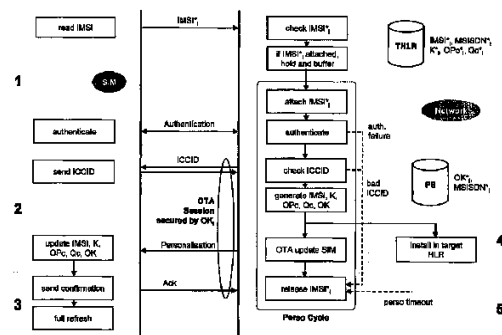 read IMSI
IMSI*i
check IMSI*i
THLR
IMSI*i, MSISDN*i
K*i, OPc*i, Qc*i
if IMSI*i attached,
hold and buffer
1
SIM
attach IMSI*i
Network
authenticate
Authentication
authenticate
auth.
failure
send ICCID
ICCID
check ICCID
bad
ICCID
PS
OK*i
MSISDN*i
2
OTA
Session
secured by OKi
generate IMSI, K,
OPc, Qc, OK
update IMSI, K,
OPc, Qc, OK
Personalisation
OTA update SIM
Install in target
HLR
4
send confirmation
Ack
release IMSI*i
3
full refresh
perso timeout
Perso Cycle
5